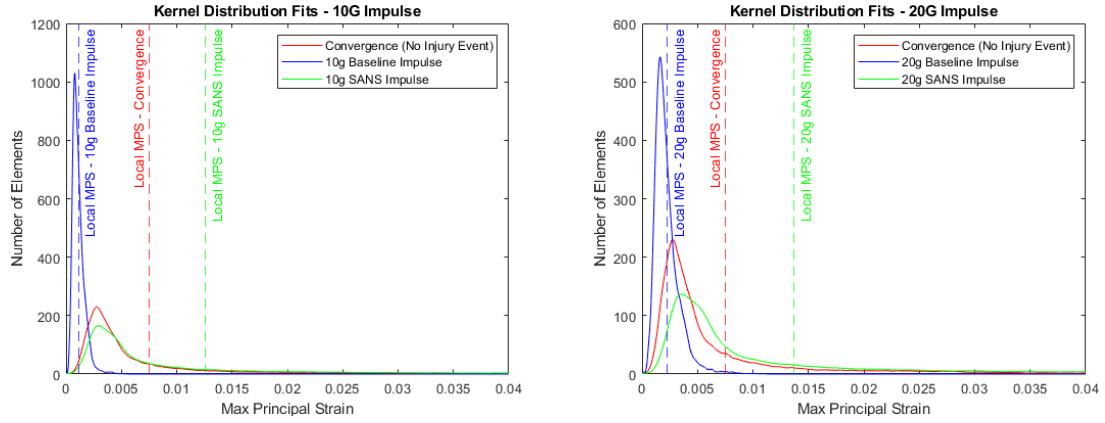 Kernel Distribution Fits - 10G Impulse
1200
1000
800
600
400
200
0
Number of Elements
Local MPS - 10g Baseline Impulse
Local MPS - Convergence
Local MPS - 10g SANS Impulse
Convergence (No Injury Event)
10g Baseline Impulse
10g SANS Impulse
0 0.005 0.01 0.015 0.02 0.025 0.03 0.035 0.04
Max Principal Strain
Kernel Distribution Fits - 20G Impulse
600
500
400
300
200
100
0
Number of Elements
Local MPS - 20g Baseline Impulse
Local MPS - Convergence
Local MPS - 20g SANS Impulse
Convergence (No Injury Event)
20g Baseline Impulse
20g SANS Impulse
0 0.005 0.01 0.015 0.02 0.025 0.03 0.035 0.04
Max Principal Strain